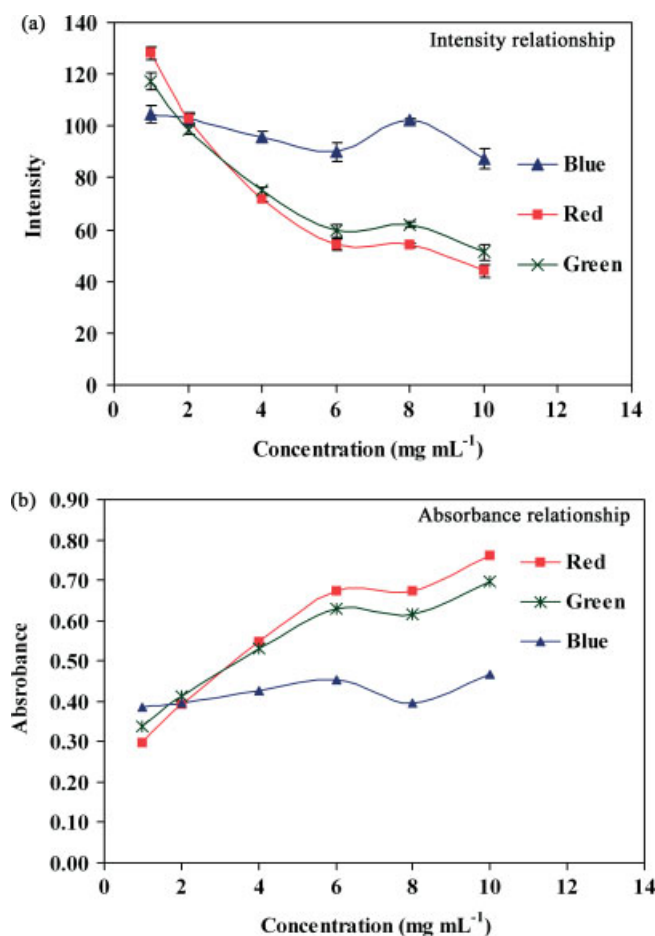 (a)
Intensity relationship
140
120
100
80
60
40
20
0
Intensity
Blue
Red
Green
0 2 4 6 8 10 12 14
Concentration (mg mL⁻¹)
(b)
Absorbance relationship
0.90
0.80
0.70
0.60
0.50
0.40
0.30
0.20
0.10
0.00
Absrobance
Red
Green
Blue
0 2 4 6 8 10 12 14
Concentration (mg mL⁻¹)